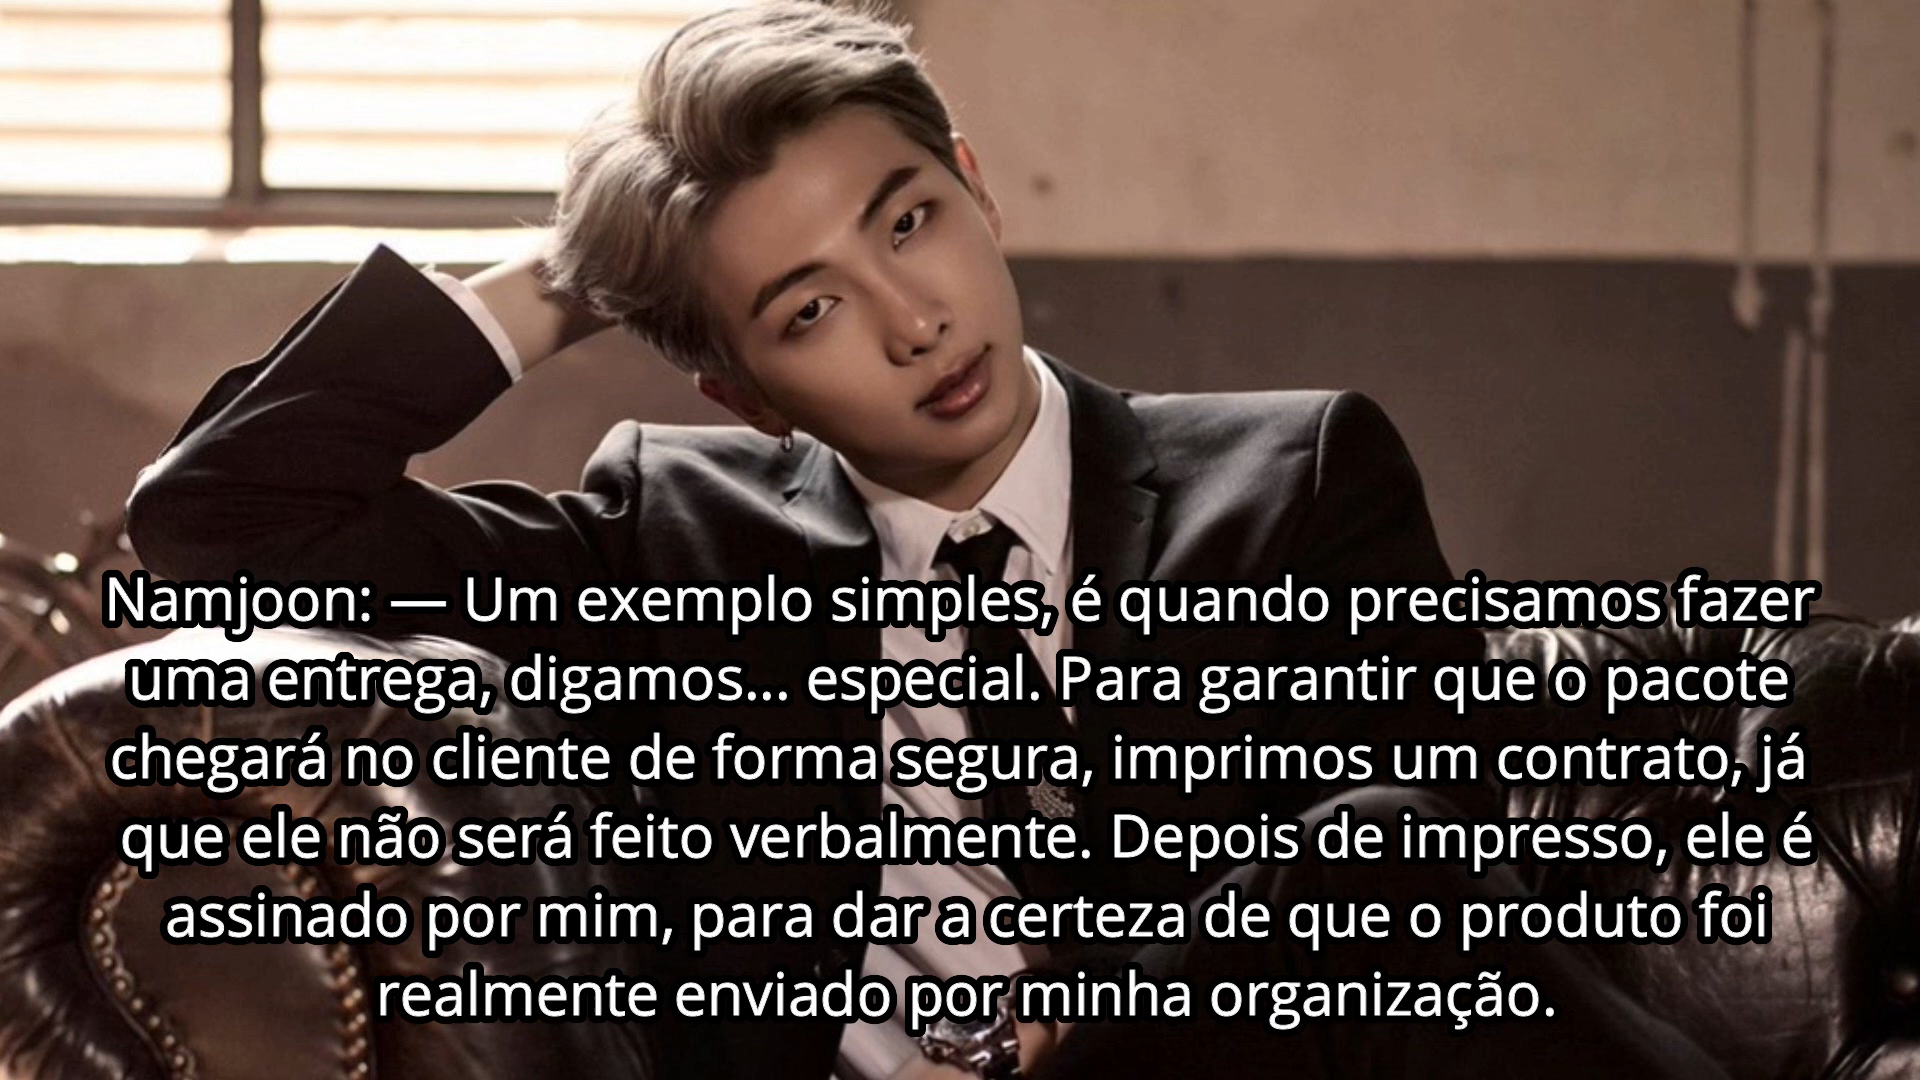 Namjoon: — Um exemplo simples, é quando precisamos fazer
uma entrega, digamos... especial. Para garantir que o pacote
chegará no cliente de forma segura, imprimimos um contrato, já
que ele não será feito verbalmente. Depois de impresso, ele é
assinado por mim, para dar a certeza de que o produto foi
realmente enviado por minha organização.